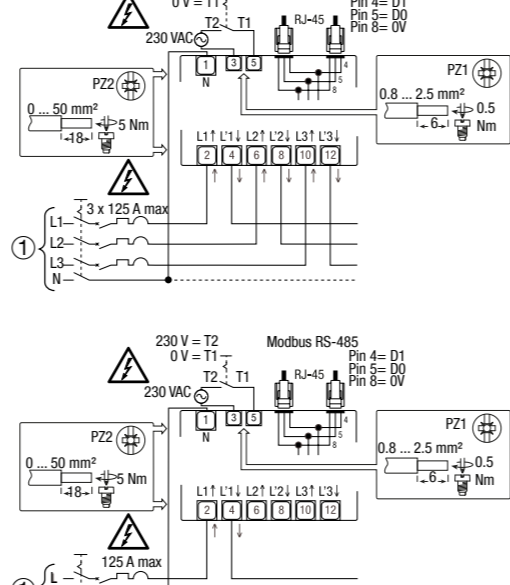 0 V = T1
Pin 4= D1
Pin 5= D0
Pin 8= 0V
T2 T1
RJ-45
230 VAC
4
5
8
1 3 5
N
PZ2
0 ... 50 mm²
5 Nm
18
PZ1
0.8 ... 2.5 mm²
0.5
Nm
6
L1↑ L'1↓ L2↑ L'2↓ L3↑ L'3↓
2 4 6 8 10 12
3 x 125 A max
1
L1
L2
L3
N
230 V = T2
0 V = T1
Modbus RS-485
Pin 4= D1
Pin 5= D0
Pin 8= 0V
T2 T1
RJ-45
230 VAC
4
5
8
1 3 5
N
PZ2
0 ... 50 mm²
5 Nm
18
PZ1
0.8 ... 2.5 mm²
0.5
Nm
6
L1↑ L'1↓ L2↑ L'2↓ L3↑ L'3↓
2 4 6 8 10 12
125 A max
L